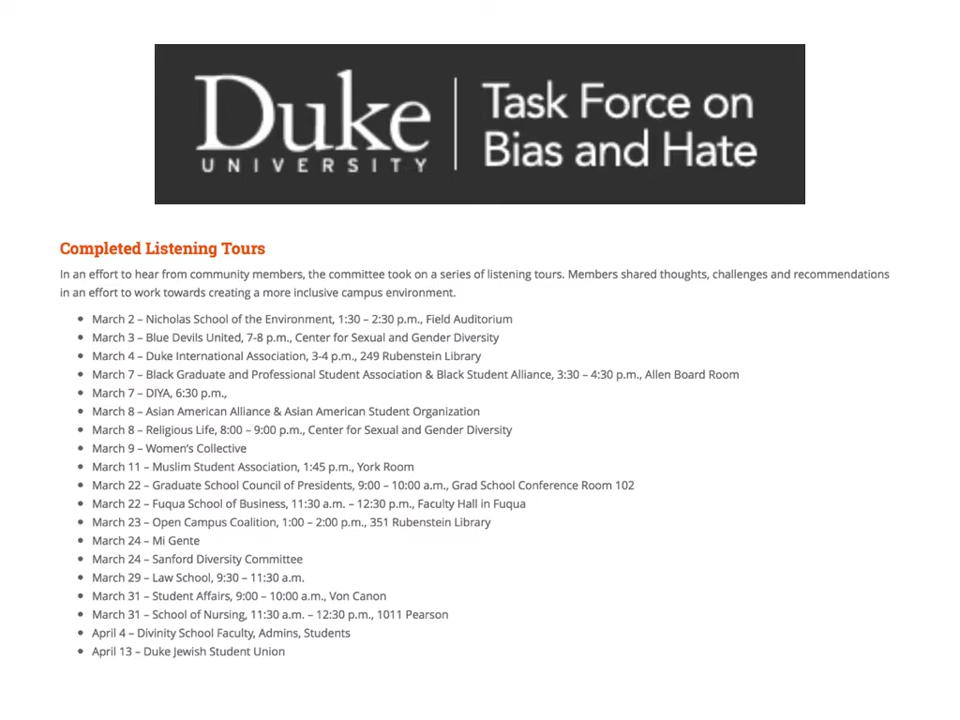 Duke
UNIVERSITY
Task Force on
Bias and Hate
Completed Listening Tours
In an effort to hear from community members, the committee took on a series of listening tours. Members shared thoughts, challenges and recommendations
in an effort to work towards creating a more inclusive campus environment.
• March 2 – Nicholas School of the Environment, 1:30 – 2:30 p.m., Field Auditorium
• March 3 – Blue Devils United, 7-8 p.m., Center for Sexual and Gender Diversity
• March 4 – Duke International Association, 3-4 p.m., 249 Rubenstein Library
• March 7 – Black Graduate and Professional Student Association & Black Student Alliance, 3:30 – 4:30 p.m., Allen Board Room
• March 7 – DIYA, 6:30 p.m.,
• March 8 – Asian American Alliance & Asian American Student Organization
• March 8 – Religious Life, 8:00 – 9:00 p.m., Center for Sexual and Gender Diversity
• March 9 – Women's Collective
• March 11 – Muslim Student Association, 1:45 p.m., York Room
• March 22 – Graduate School Council of Presidents, 9:00 – 10:00 a.m., Grad School Conference Room 102
• March 22 – Fuqua School of Business, 11:30 a.m. – 12:30 p.m., Faculty Hall in Fuqua
• March 23 – Open Campus Coalition, 1:00 – 2:00 p.m., 351 Rubenstein Library
• March 24 – Mi Gente
• March 24 – Sanford Diversity Committee
• March 29 – Law School, 9:30 – 11:30 a.m.
• March 31 – Student Affairs, 9:00 – 10:00 a.m., Von Canon
• March 31 – School of Nursing, 11:30 a.m. – 12:30 p.m., 1011 Pearson
• April 4 – Divinity School Faculty, Admins, Students
• April 13 – Duke Jewish Student Union